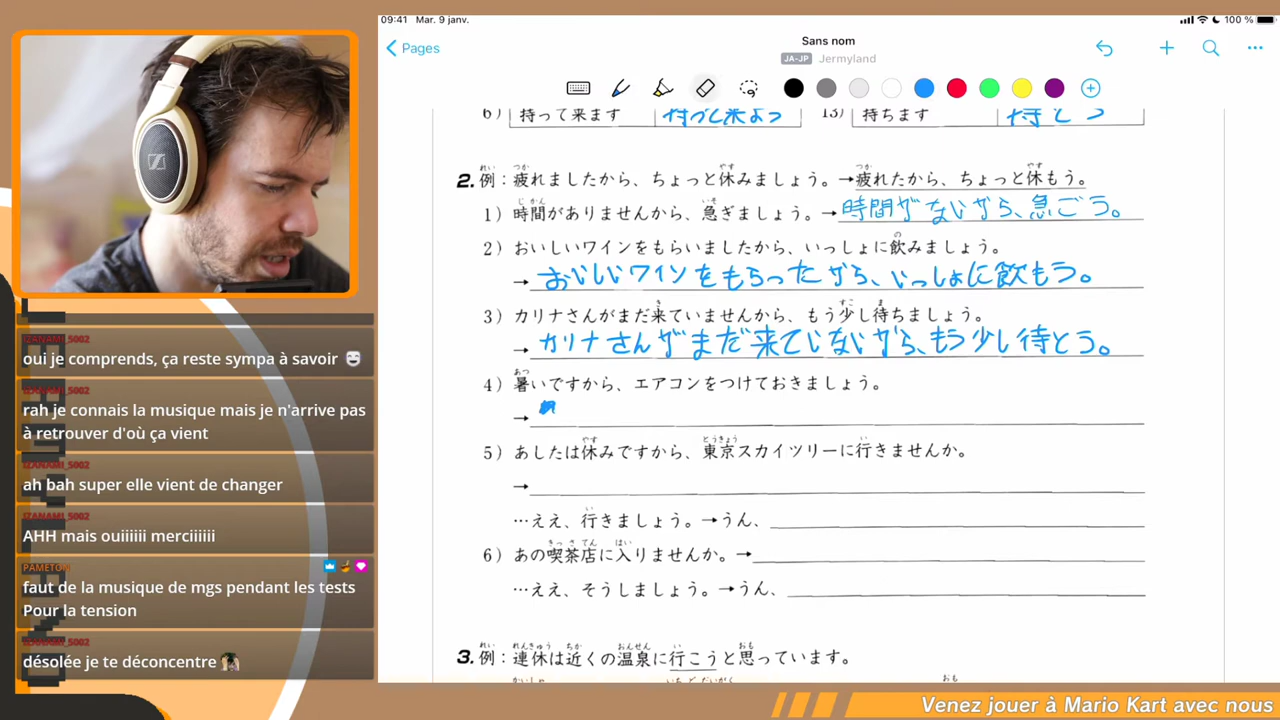 09:41 Mar. 9 janv.
100 %
Pages
Sans nom
JA-JP Jermyland
6) 持って来ます 持って来よう 13) 持ちます 待とう
2. 例：疲れましたから、ちょっと休みましょう。→疲れたから、ちょっと休もう。
1) 時間がありませんから、急ぎましょう。→時間がないから、急ごう。
2) おいしいワインをもらいましたから、いっしょに飲みましょう。
→ おいしいワインをもらったから、いっしょに飲もう。
3) カリナさんがまだ来ていませんから、もう少し待ちましょう。
→ カリナさんがまだ来ていないから、もう少し待とう。
4) 暑いですから、エアコンをつけておきましょう。
→
5) あしたは休みですから、東京スカイツリーに行きませんか。
→
…ええ、行きましょう。→うん、
6) あの喫茶店に入りませんか。→
…ええ、そうしましょう。→うん、
3. 例：連休は近くの温泉に行こうと思っています。
IZANAMI_5002
oui je comprends, ça reste sympa à savoir
IZANAMI_5002
rah je connais la musique mais je n'arrive pas
à retrouver d'où ça vient
IZANAMI_5002
ah bah super elle vient de changer
IZANAMI_5002
AHH mais ouiiiiii merciiiiii
PAMETOR
faut de la musique de mgs pendant les tests
Pour la tension
IZANAMI_5002
désolée je te déconcentre
Venez jouer à Mario Kart avec nous